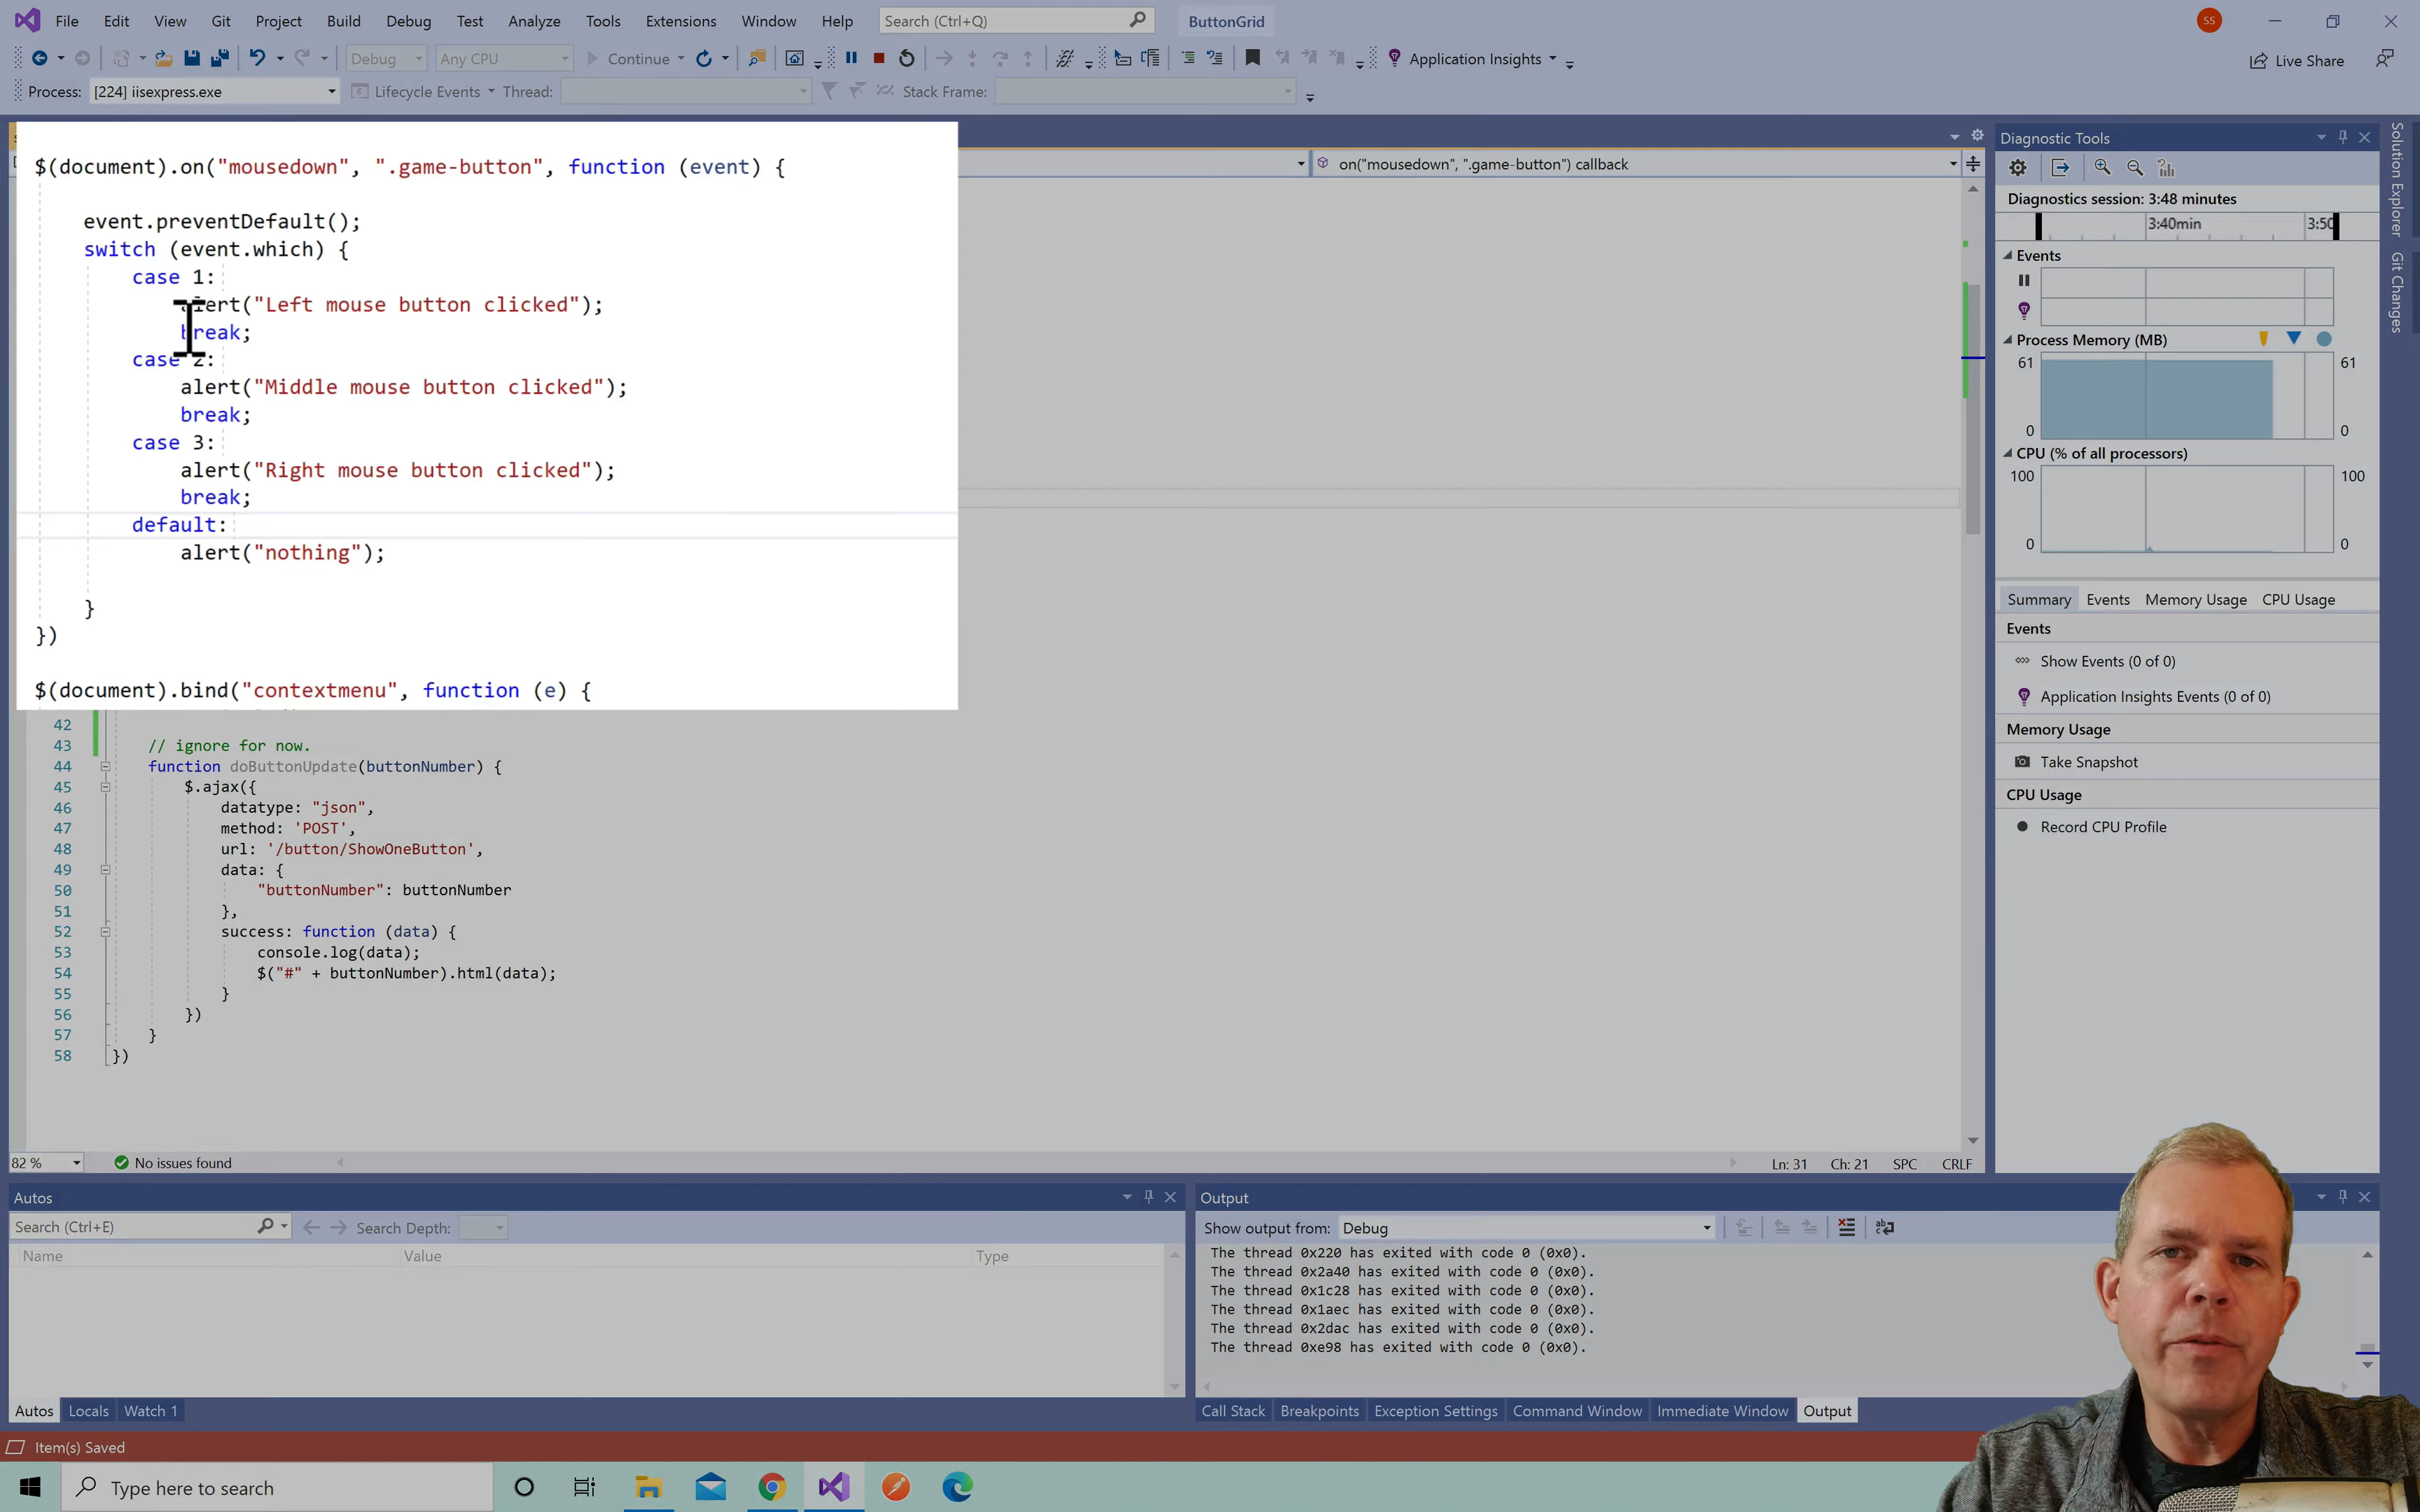 File Edit View Git Project Build Debug Test Analyze Tools Extensions Window Help Search (Ctrl+Q) ButtonGrid SS
Debug Any CPU Continue Application Insights Live Share
Process: [224] iisexpress.exe Lifecycle Events Thread: Stack Frame:
on("mousedown", ".game-button") callback
$(document).on("mousedown", ".game-button", function (event) {
event.preventDefault();
switch (event.which) {
case 1:
alert("Left mouse button clicked");
break;
case 2:
alert("Middle mouse button clicked");
break;
case 3:
alert("Right mouse button clicked");
break;
default:
alert("nothing");
}
})
$(document).bind("contextmenu", function (e) {
42
43 // ignore for now.
44 function doButtonUpdate(buttonNumber) {
45 $.ajax({
46 datatype: "json",
47 method: 'POST',
48 url: '/button/ShowOneButton',
49 data: {
50 "buttonNumber": buttonNumber
51 },
52 success: function (data) {
53 console.log(data);
54 $("#" + buttonNumber).html(data);
55 }
56 })
57 }
58 })
82 % No issues found Ln: 31 Ch: 21 SPC CRLF
Diagnostic Tools
Diagnostics session: 3:48 minutes
3:40min 3:50
Events
Process Memory (MB)
61 61
0 0
CPU (% of all processors)
100 100
0 0
Summary Events Memory Usage CPU Usage
Events
Show Events (0 of 0)
Application Insights Events (0 of 0)
Memory Usage
Take Snapshot
CPU Usage
Record CPU Profile
Solution Explorer
Git Changes
Autos
Search (Ctrl+E) Search Depth:
Name Value Type
Autos Locals Watch 1
Output
Show output from: Debug
The thread 0x220 has exited with code 0 (0x0).
The thread 0x2a40 has exited with code 0 (0x0).
The thread 0x1c28 has exited with code 0 (0x0).
The thread 0x1aec has exited with code 0 (0x0).
The thread 0x2dac has exited with code 0 (0x0).
The thread 0xe98 has exited with code 0 (0x0).
Call Stack Breakpoints Exception Settings Command Window Immediate Window Output
Item(s) Saved
Type here to search